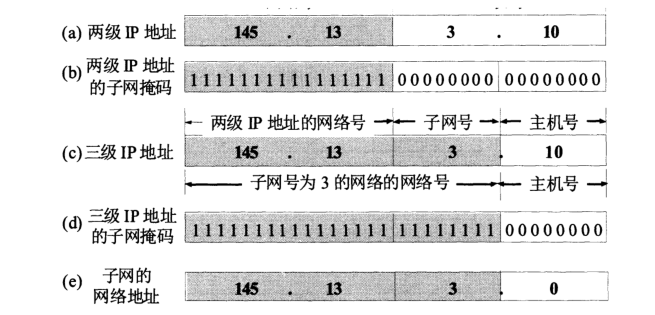 (a) 两级 IP 地址 145 . 13 3 . 10
(b) 两级 IP 地址
的子网掩码 1111111111111111 00000000 00000000
两级 IP 地址的网络号 子网号 主机号
(c) 三级 IP 地址 145 . 13 3 . 10
子网号为 3 的网络的网络号 主机号
(d) 三级 IP 地址
的子网掩码 1111111111111111 11111111 00000000
(e) 子网的
网络地址 145 . 13 3 . 0